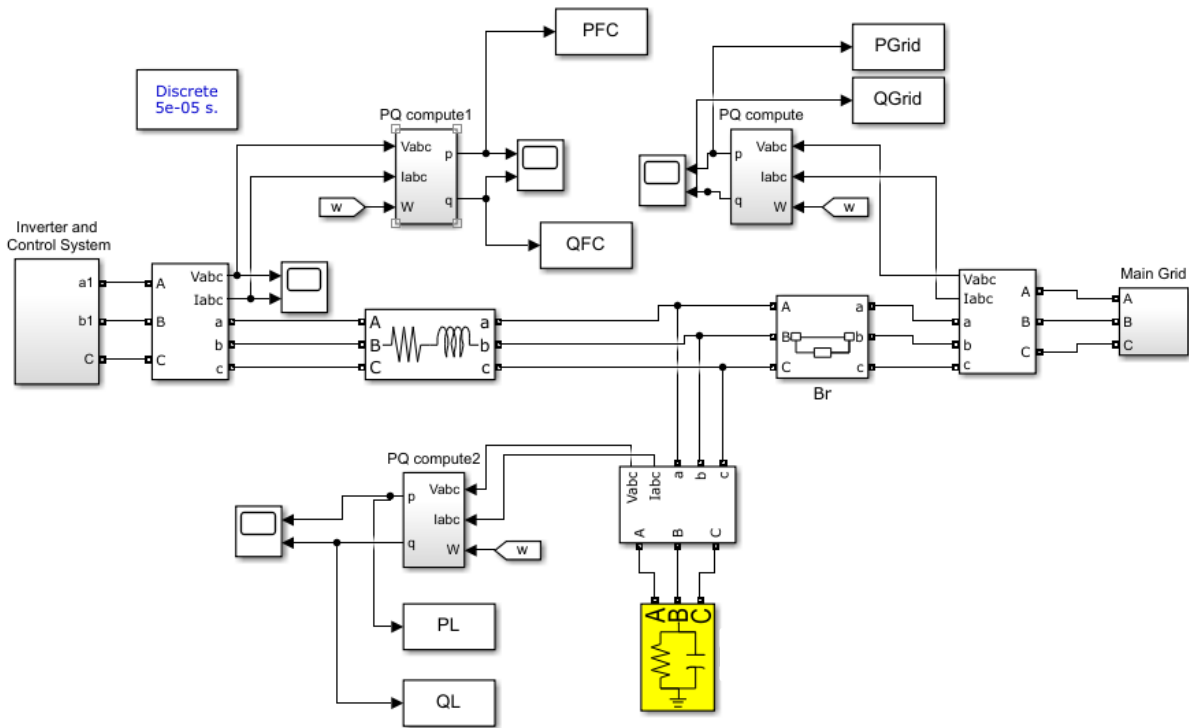 PFC
PGrid
QGrid
Discrete
5e-05 s.
PQ compute1
Vabc
Iabc
W
p
q
w
QFC
PQ compute
Vabc
Iabc
W
p
q
w
Inverter and
Control System
a1
b1
C
A
B
C
Vabc
Iabc
a
b
c
A
B
C
a
b
c
A
B
C
a
b
c
Br
Vabc
Iabc
a
b
c
A
B
C
Main Grid
A
B
C
PQ compute2
Vabc
Iabc
W
p
q
w
Vabc
Iabc
a
b
c
A
B
C
A
B
C
PL
QL